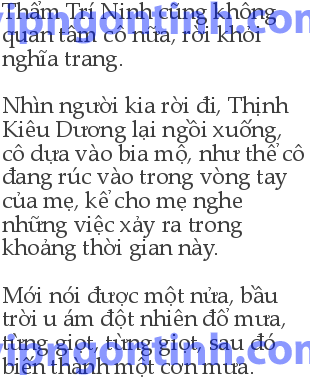 Thẩm Trí Ninh cũng không
quan tâm cô nữa, rời khỏi
nghĩa trang.
Nhìn người kia rời đi, Thịnh
Kiêu Dương lại ngồi xuống,
cô dựa vào bia mộ, như thể cô
đang rúc vào trong vòng tay
của mẹ, kể cho mẹ nghe
những việc xảy ra trong
khoảng thời gian này.
Mới nói được một nửa, bầu
trời u ám đột nhiên đổ mưa,
từng giọt, từng giọt, sau đó
biến thành một cơn mưa.